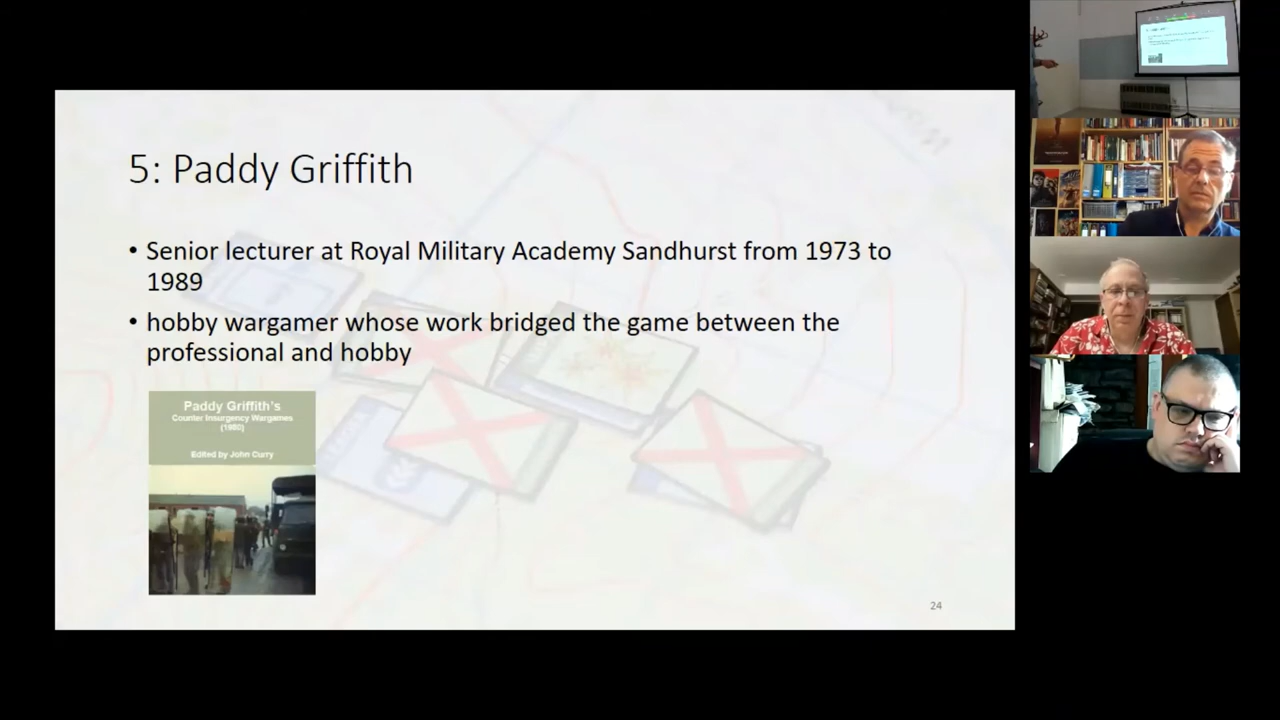 5: Paddy Griffith
• Senior lecturer at Royal Military Academy Sandhurst from 1973 to
1989
• hobby wargamer whose work bridged the game between the
professional and hobby
Paddy Griffith's
Counter Insurgency Wargames
(1980)
Edited by John Curry
24